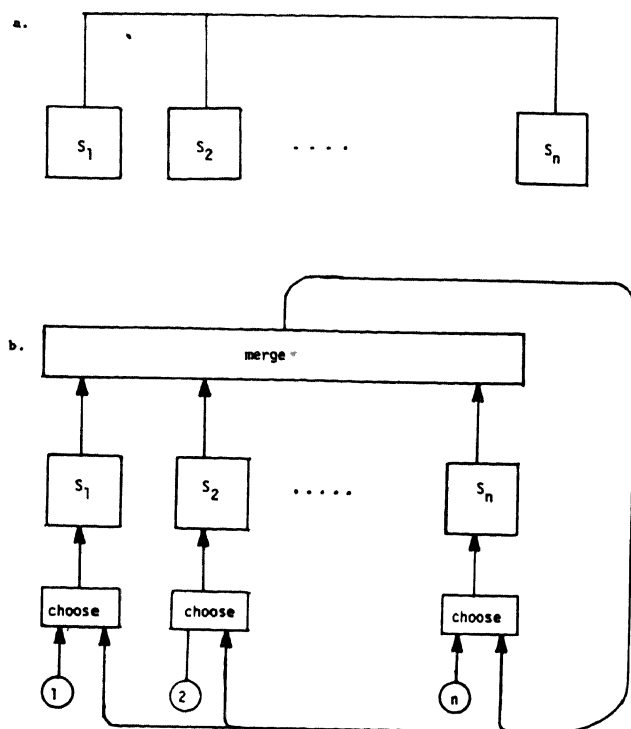 a.
S1 S2 . . . . Sn
b.
merge
S1 S2 . . . . . Sn
choose choose choose
1 2 n